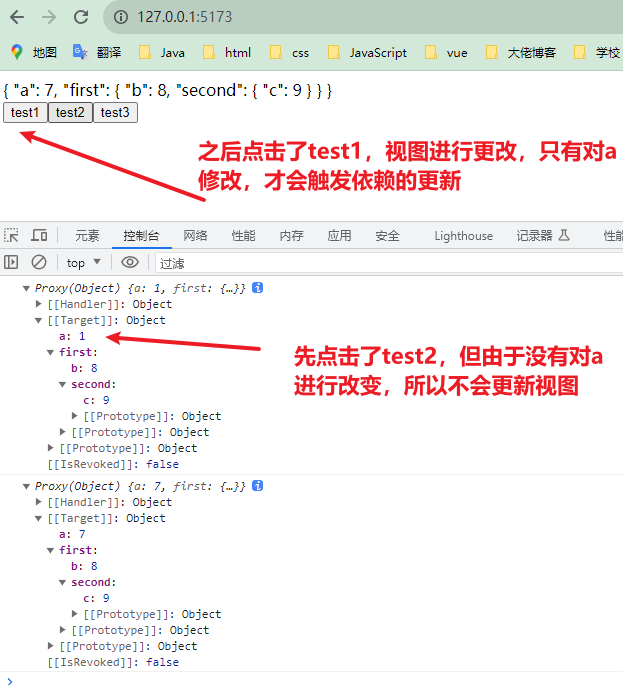 127.0.0.1:5173
地图 翻译 Java html css JavaScript vue 大佬博客 学校
{ "a": 7, "first": { "b": 8, "second": { "c": 9 } } }
test1 test2 test3
之后点击了test1，视图进行更改，只有对a
修改，才会触发依赖的更新
元素 控制台 网络 性能 内存 应用 安全 Lighthouse 记录器 性能
top 过滤
Proxy(Object) {a: 1, first: {…}}
[[Handler]]: Object
[[Target]]: Object
a: 1
first:
b: 8
second:
c: 9
[[Prototype]]: Object
[[Prototype]]: Object
[[Prototype]]: Object
[[IsRevoked]]: false
先点击了test2，但由于没有对a
进行改变，所以不会更新视图
Proxy(Object) {a: 7, first: {…}}
[[Handler]]: Object
[[Target]]: Object
a: 7
first:
b: 8
second:
c: 9
[[Prototype]]: Object
[[Prototype]]: Object
[[Prototype]]: Object
[[IsRevoked]]: false